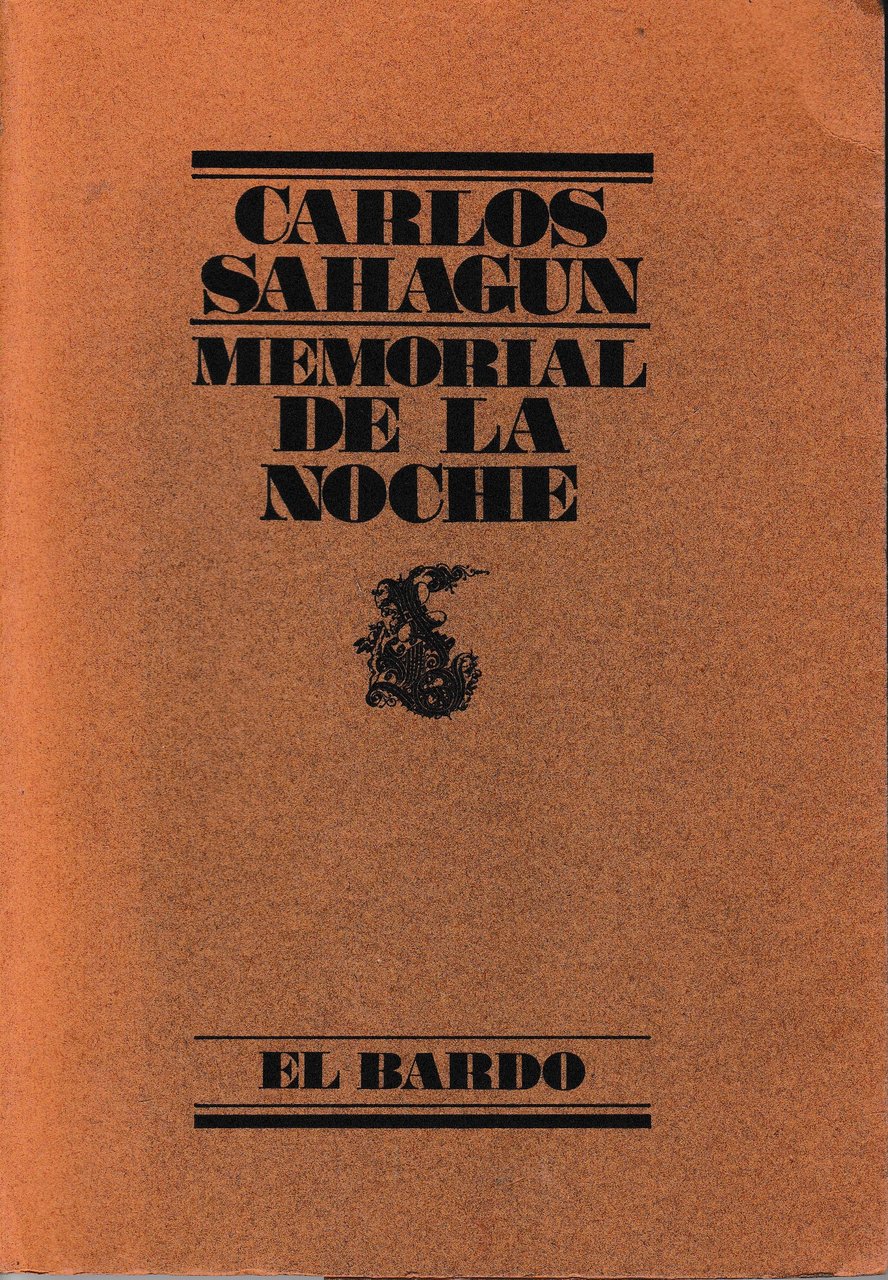 CARLOS
SAHAGUN
MEMORIAL
DE LA
NOCHE
EL BARDO